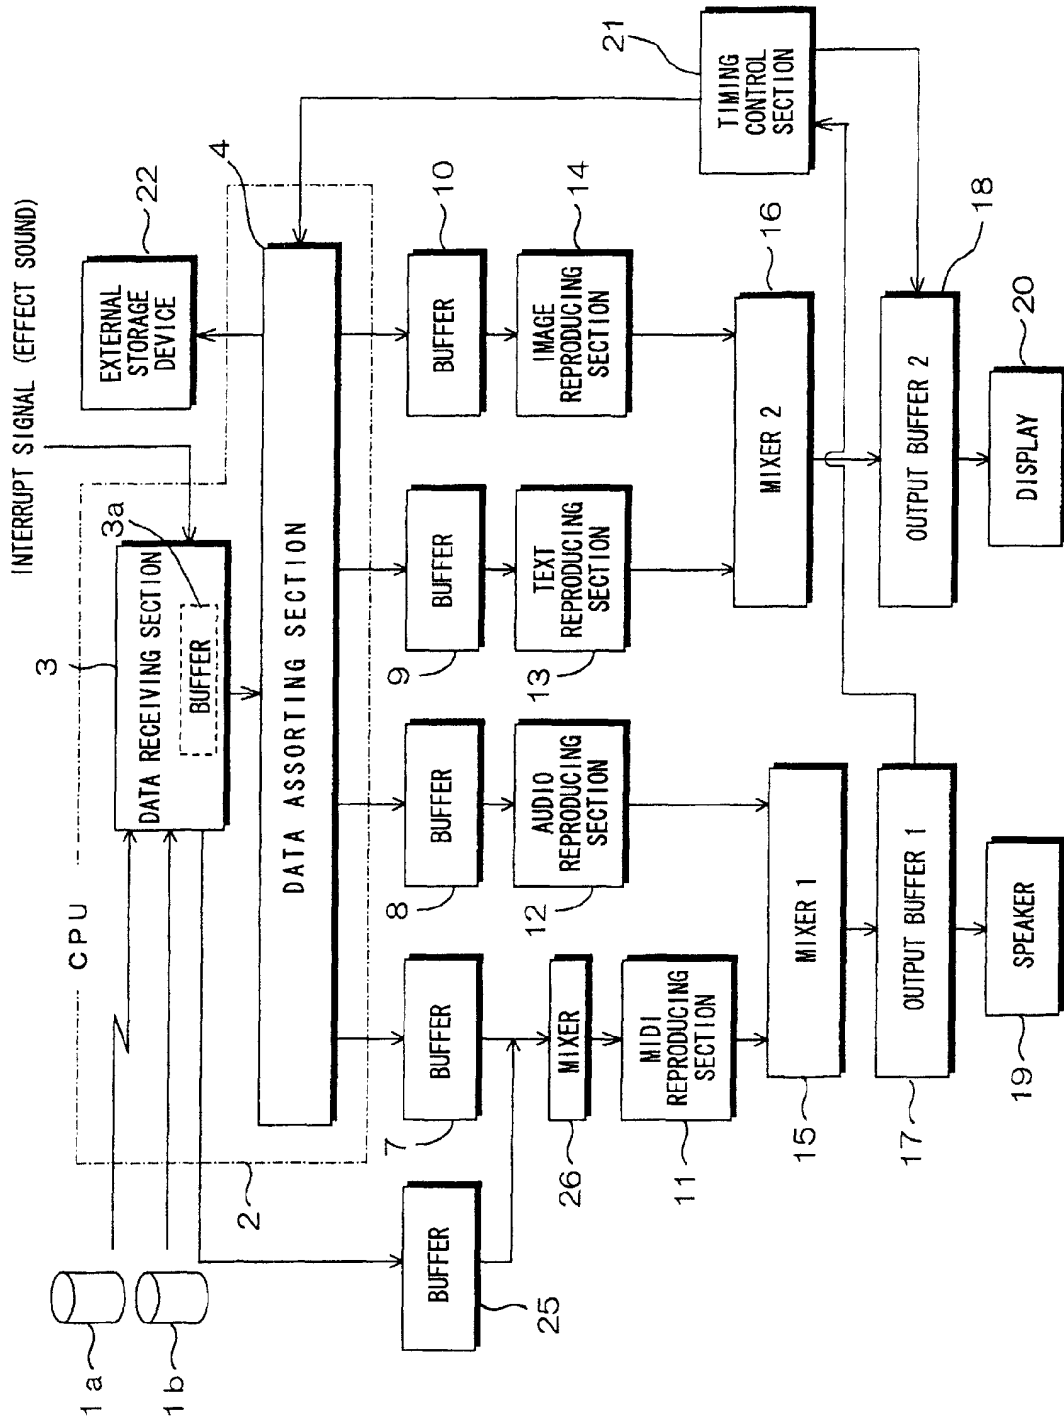 INTERRUPT SIGNAL (EFFECT SOUND)
CPU
3
3a
4
22
DATA RECEIVING SECTION
BUFFER
EXTERNAL
STORAGE
DEVICE
1a
1b
2
DATA ASSORTING SECTION
BUFFER
25
BUFFER
7
BUFFER
8
BUFFER
9
BUFFER
10
MIXER
26
MIDI
REPRODUCING
SECTION
11
AUDIO
REPRODUCING
SECTION
12
TEXT
REPRODUCING
SECTION
13
IMAGE
REPRODUCING
SECTION
14
TIMING
CONTROL
SECTION
21
MIXER 1
15
MIXER 2
16
OUTPUT BUFFER 1
17
OUTPUT BUFFER 2
18
SPEAKER
19
DISPLAY
20